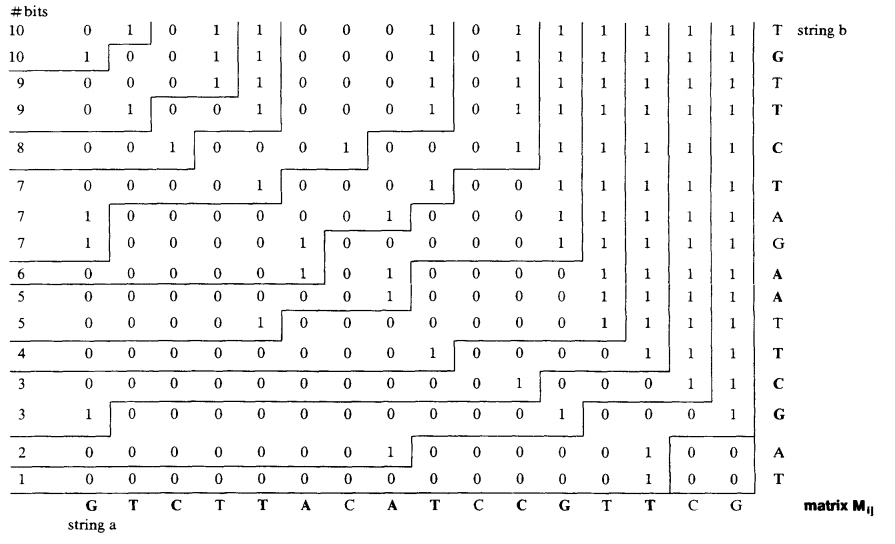 #bits
10 0 1 0 1 1 0 0 0 1 0 1 1 1 1 1 1 T string b
10 1 0 0 1 1 0 0 0 1 0 1 1 1 1 1 1 G
9 0 0 0 1 1 0 0 0 1 0 1 1 1 1 1 1 T
9 0 1 0 0 1 0 0 0 1 0 1 1 1 1 1 1 T
8 0 0 1 0 0 0 1 0 0 0 1 1 1 1 1 1 C
7 0 0 0 0 1 0 0 0 1 0 0 1 1 1 1 1 T
7 1 0 0 0 0 0 0 1 0 0 0 1 1 1 1 1 A
7 1 0 0 0 0 1 0 0 0 0 0 1 1 1 1 1 G
6 0 0 0 0 0 1 0 1 0 0 0 0 1 1 1 1 A
5 0 0 0 0 0 0 0 1 0 0 0 0 1 1 1 1 A
5 0 0 0 0 1 0 0 0 0 0 0 0 1 1 1 1 T
4 0 0 0 0 0 0 0 0 1 0 0 0 0 1 1 1 T
3 0 0 0 0 0 0 0 0 0 0 1 0 0 0 1 1 C
3 1 0 0 0 0 0 0 0 0 0 0 1 0 0 0 1 G
2 0 0 0 0 0 0 0 1 0 0 0 0 0 1 0 0 A
1 0 0 0 0 0 0 0 0 0 0 0 0 0 1 0 0 T
G T C T T A C A T C C G T T C G matrix M_ij
string a